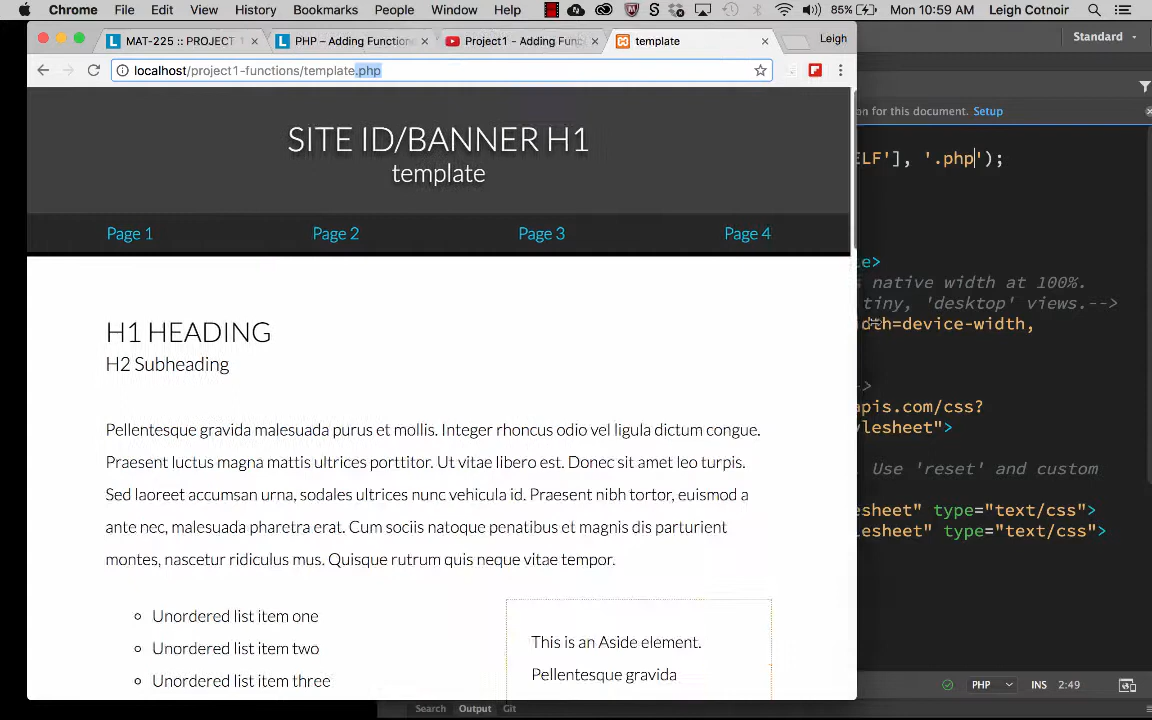 Chrome File Edit View History Bookmarks People Window Help 85% Mon 10:59 AM Leigh Cotnoir
MAT-225 :: PROJECT 1
PHP – Adding Functione
Project1 - Adding Func
template
Leigh
Standard
localhost/project1-functions/template.php
on for this document. Setup
SITE ID/BANNER H1
template
ELF'], '.php');
Page 1 Page 2 Page 3 Page 4
le>
s native width at 100%.
tiny, 'desktop' views.-->
idth=device-width,
H1 HEADING
H2 Subheading
->
apis.com/css?
ylesheet">
Pellentesque gravida malesuada purus et mollis. Integer rhoncus odio vel ligula dictum congue.
Praesent luctus magna mattis ultrices porttitor. Ut vitae libero est. Donec sit amet leo turpis.
Use 'reset' and custom
Sed laoreet accumsan urna, sodales ultrices nunc vehicula id. Praesent nibh tortor, euismod a
esheet" type="text/css">
ante nec, malesuada pharetra erat. Cum sociis natoque penatibus et magnis dis parturient
esheet" type="text/css">
montes, nascetur ridiculus mus. Quisque rutrum quis neque vitae tempor.
Unordered list item one
Unordered list item two
Unordered list item three
This is an Aside element.
Pellentesque gravida
PHP INS 2:49
Search Output Git